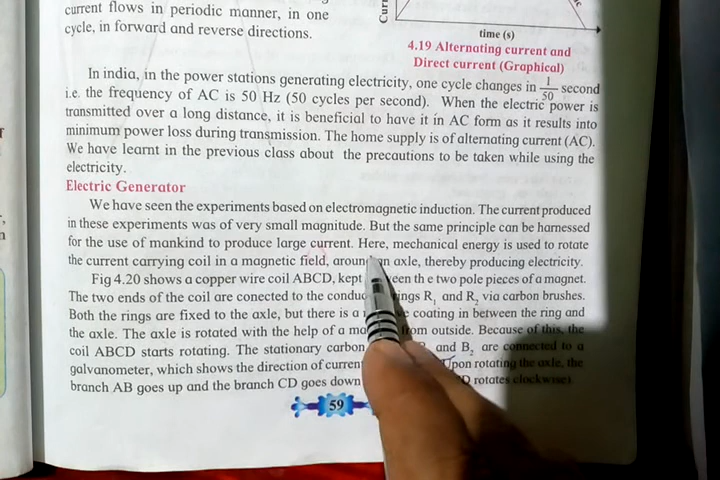 current flows in periodic manner, in one
cycle, in forward and reverse directions.
time (s)
4.19 Alternating current and
Direct current (Graphical)
In india, in the power stations generating electricity, one cycle changes in 1/50 second
i.e. the frequency of AC is 50 Hz (50 cycles per second). When the electric power is
transmitted over a long distance, it is beneficial to have it in AC form as it results into
minimum power loss during transmission. The home supply is of alternating current (AC).
We have learnt in the previous class about the precautions to be taken while using the
electricity.
Electric Generator
We have seen the experiments based on electromagnetic induction. The current produced
in these experiments was of very small magnitude. But the same principle can be harnessed
for the use of mankind to produce large current. Here, mechanical energy is used to rotate
the current carrying coil in a magnetic field, around an axle, thereby producing electricity.
Fig 4.20 shows a copper wire coil ABCD, kept th e two pole pieces of a magnet.
The two ends of the coil are conected to the R₁ and R₂ via carbon brushes.
Both the rings are fixed to the axle, but there is a coating in between the ring and
the axle. The axle is rotated with the help of a from outside. Because of this, the
coil ABCD starts rotating. The stationary carbon and B₂ are connected to a
galvanometer, which shows the direction of Upon rotating the axle, the
branch AB goes up and the branch CD goes down rotates clockwise)
59